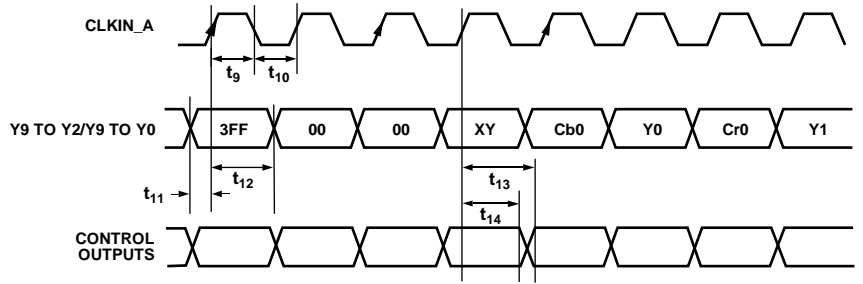 CLKIN_A
t9 t10
Y9 TO Y2/Y9 TO Y0 3FF 00 00 XY Cb0 Y0 Cr0 Y1
t12 t13
t11
t14
CONTROL
OUTPUTS